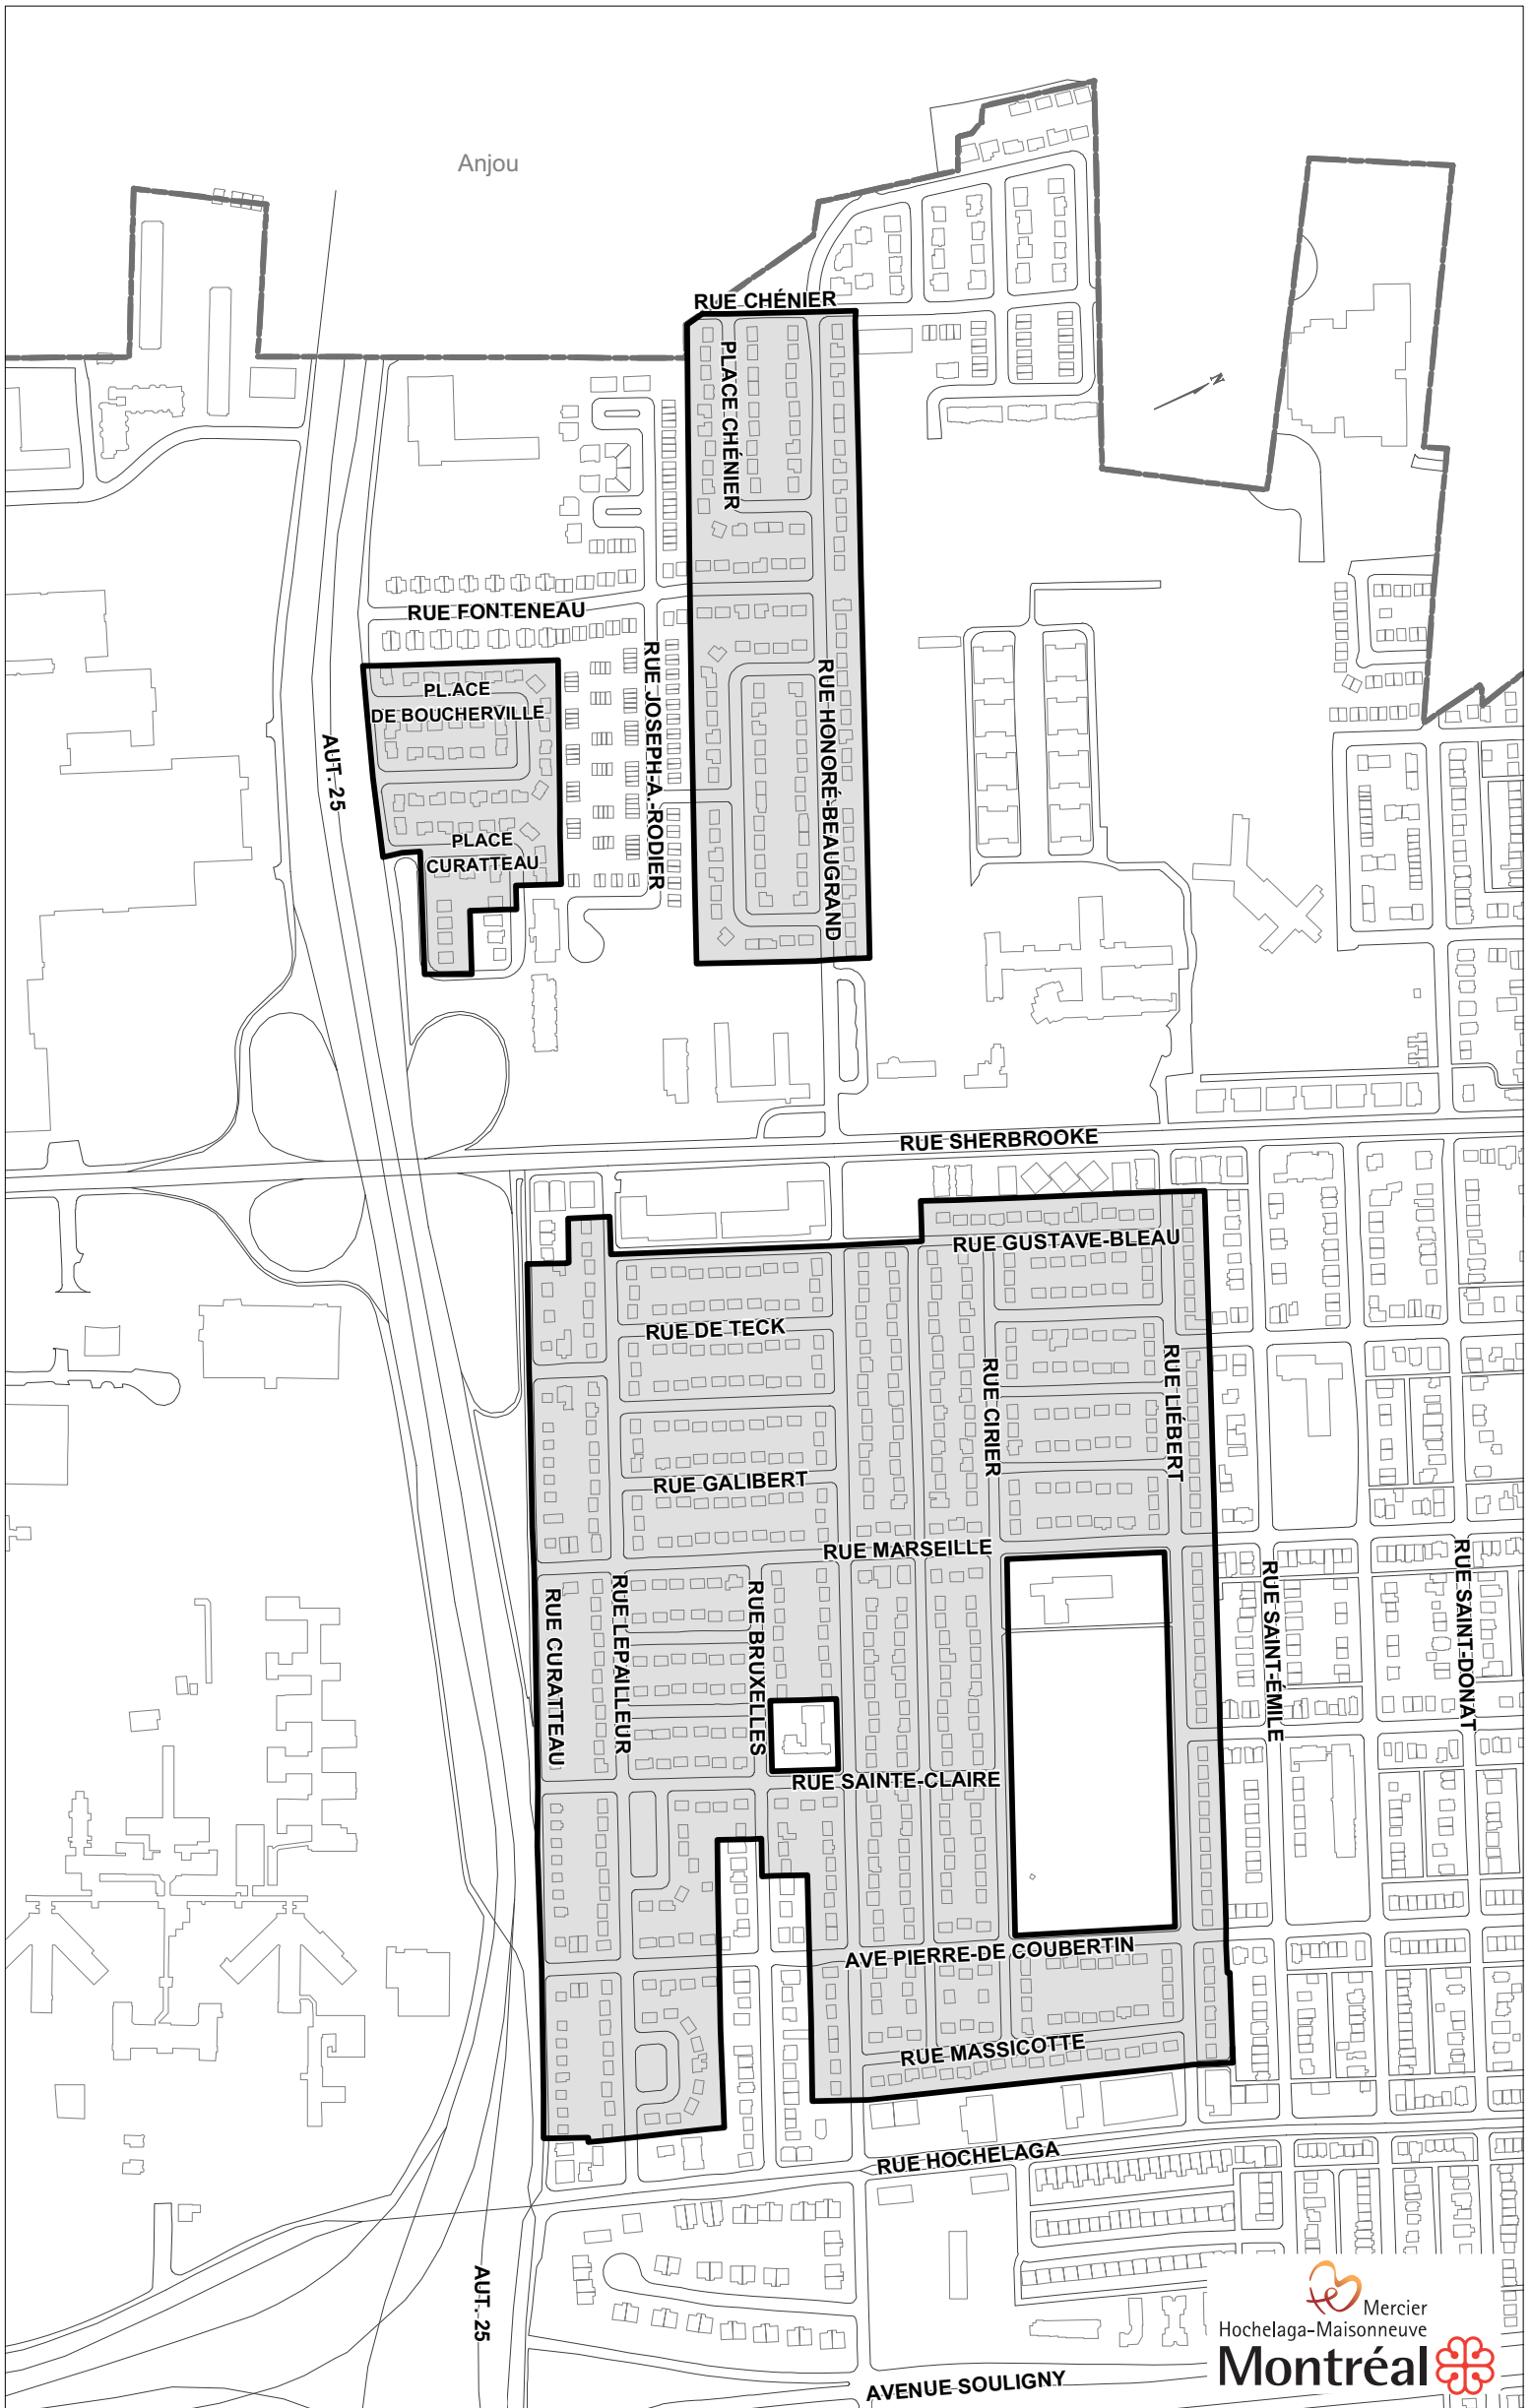 Anjou
RUE CHÉNIER
PLACE CHÉNIER
N
RUE FONTENEAU
RUE JOSEPH-A.-RODIER
RUE HONORÉ-BEAUGRAND
PL.ACE
DE BOUCHERVILLE
AUT. 25
PLACE
CURATTEAU
RUE SHERBROOKE
RUE GUSTAVE-BLEAU
RUE DE TECK
RUE CIRIER
RUE LIÉBERT
RUE GALIBERT
RUE MARSEILLE
RUE CURATTEAU
RUE LEPAILLEUR
RUE BRUXELLES
RUE SAINT-ÉMILE
RUE SAINT-DONAT
RUE SAINTE-CLAIRE
AVE PIERRE-DE COUBERTIN
RUE MASSICOTTE
RUE HOCHELAGA
AUT. 25
AVENUE SOULIGNY
Mercier
Hochelaga-Maisonneuve
Montréal